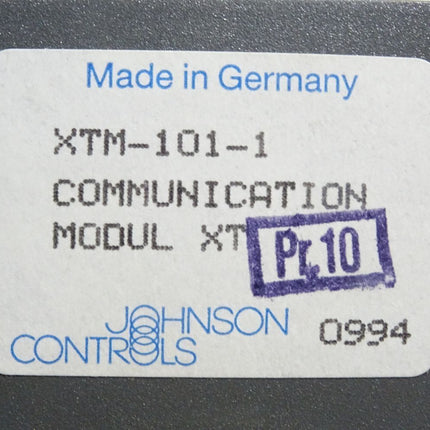 Made in Germany
XTM-101-1
COMMUNICATION
MODUL XT
Pr.10
JOHNSON
CONTROLS
0994